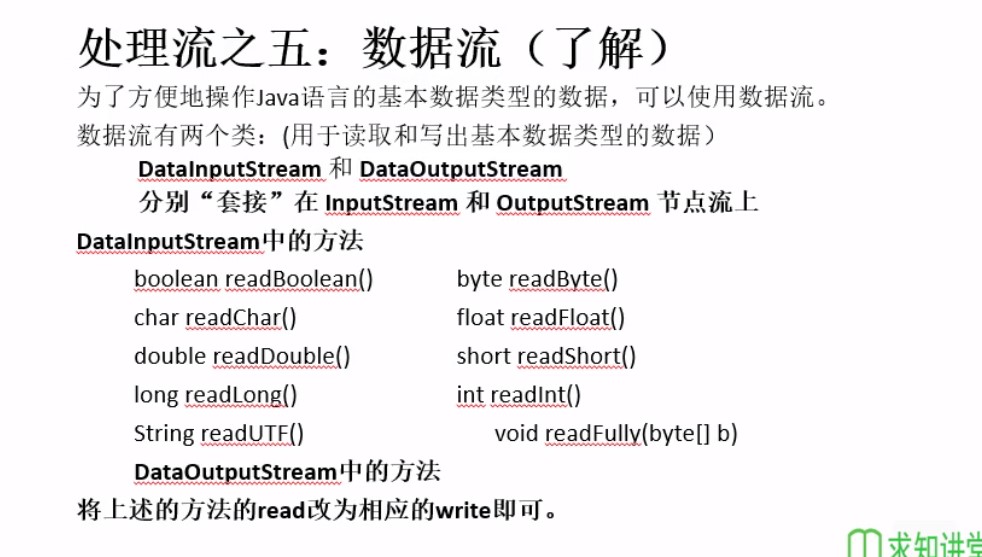 处理流之五：数据流（了解）
为了方便地操作Java语言的基本数据类型的数据，可以使用数据流。
数据流有两个类：(用于读取和写出基本数据类型的数据）
DataInputStream 和 DataOutputStream
分别“套接”在 InputStream 和 OutputStream 节点流上
DataInputStream中的方法
boolean readBoolean() byte readByte()
char readChar() float readFloat()
double readDouble() short readShort()
long readLong() int readInt()
String readUTF() void readFully(byte[] b)
DataOutputStream中的方法
将上述的方法的read改为相应的write即可。
求知讲堂